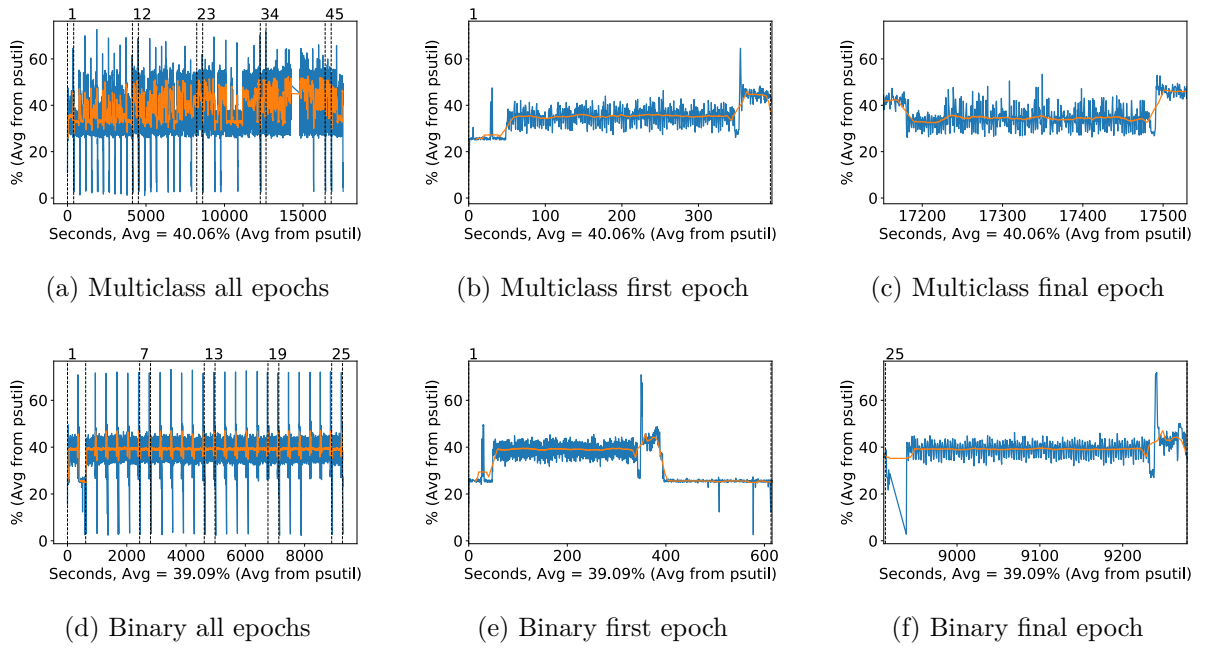 1 12 23 34 45
% (Avg from psutil)
60
40
20
0
0 5000 10000 15000
Seconds, Avg = 40.06% (Avg from psutil)
(a) Multiclass all epochs
1
% (Avg from psutil)
60
40
20
0
0 100 200 300
Seconds, Avg = 40.06% (Avg from psutil)
(b) Multiclass first epoch
% (Avg from psutil)
60
40
20
0
17200 17300 17400 17500
Seconds, Avg = 40.06% (Avg from psutil)
(c) Multiclass final epoch
1 7 13 19 25
% (Avg from psutil)
60
40
20
0
0 2000 4000 6000 8000
Seconds, Avg = 39.09% (Avg from psutil)
(d) Binary all epochs
1
% (Avg from psutil)
60
40
20
0
0 200 400 600
Seconds, Avg = 39.09% (Avg from psutil)
(e) Binary first epoch
25
% (Avg from psutil)
60
40
20
0
9000 9100 9200
Seconds, Avg = 39.09% (Avg from psutil)
(f) Binary final epoch